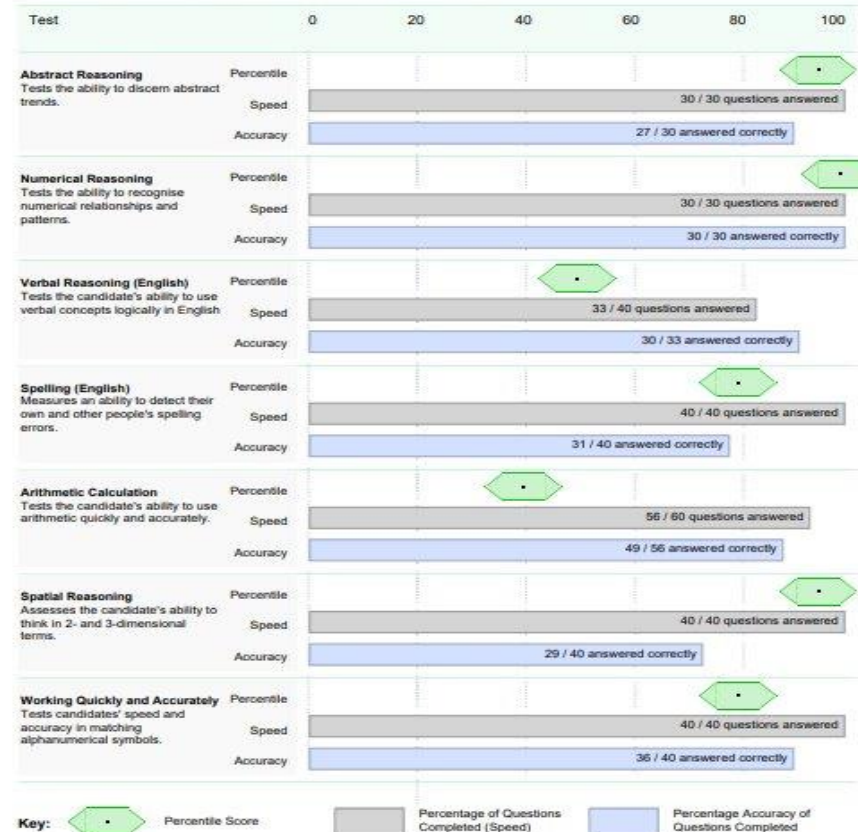 Test 0 20 40 60 80 100
Abstract Reasoning Percentile
Tests the ability to discern abstract
trends.
Speed 30 / 30 questions answered
Accuracy 27 / 30 answered correctly
Numerical Reasoning Percentile
Tests the ability to recognise
numerical relationships and
patterns.
Speed 30 / 30 questions answered
Accuracy 30 / 30 answered correctly
Verbal Reasoning (English) Percentile
Tests the candidate's ability to use
verbal concepts logically in English
Speed 33 / 40 questions answered
Accuracy 30 / 33 answered correctly
Spelling (English) Percentile
Measures an ability to detect their
own and other people's spelling
errors.
Speed 40 / 40 questions answered
Accuracy 31 / 40 answered correctly
Arithmetic Calculation Percentile
Tests the candidate's ability to use
arithmetic quickly and accurately.
Speed 56 / 60 questions answered
Accuracy 49 / 56 answered correctly
Spatial Reasoning Percentile
Assesses the candidate's ability to
think in 2- and 3-dimensional
terms.
Speed 40 / 40 questions answered
Accuracy 29 / 40 answered correctly
Working Quickly and Accurately Percentile
Tests candidates' speed and
accuracy in matching
alphanumerical symbols.
Speed 40 / 40 questions answered
Accuracy 36 / 40 answered correctly
Key: Percentile Score
Percentage of Questions
Completed (Speed)
Percentage Accuracy of
Questions Completed